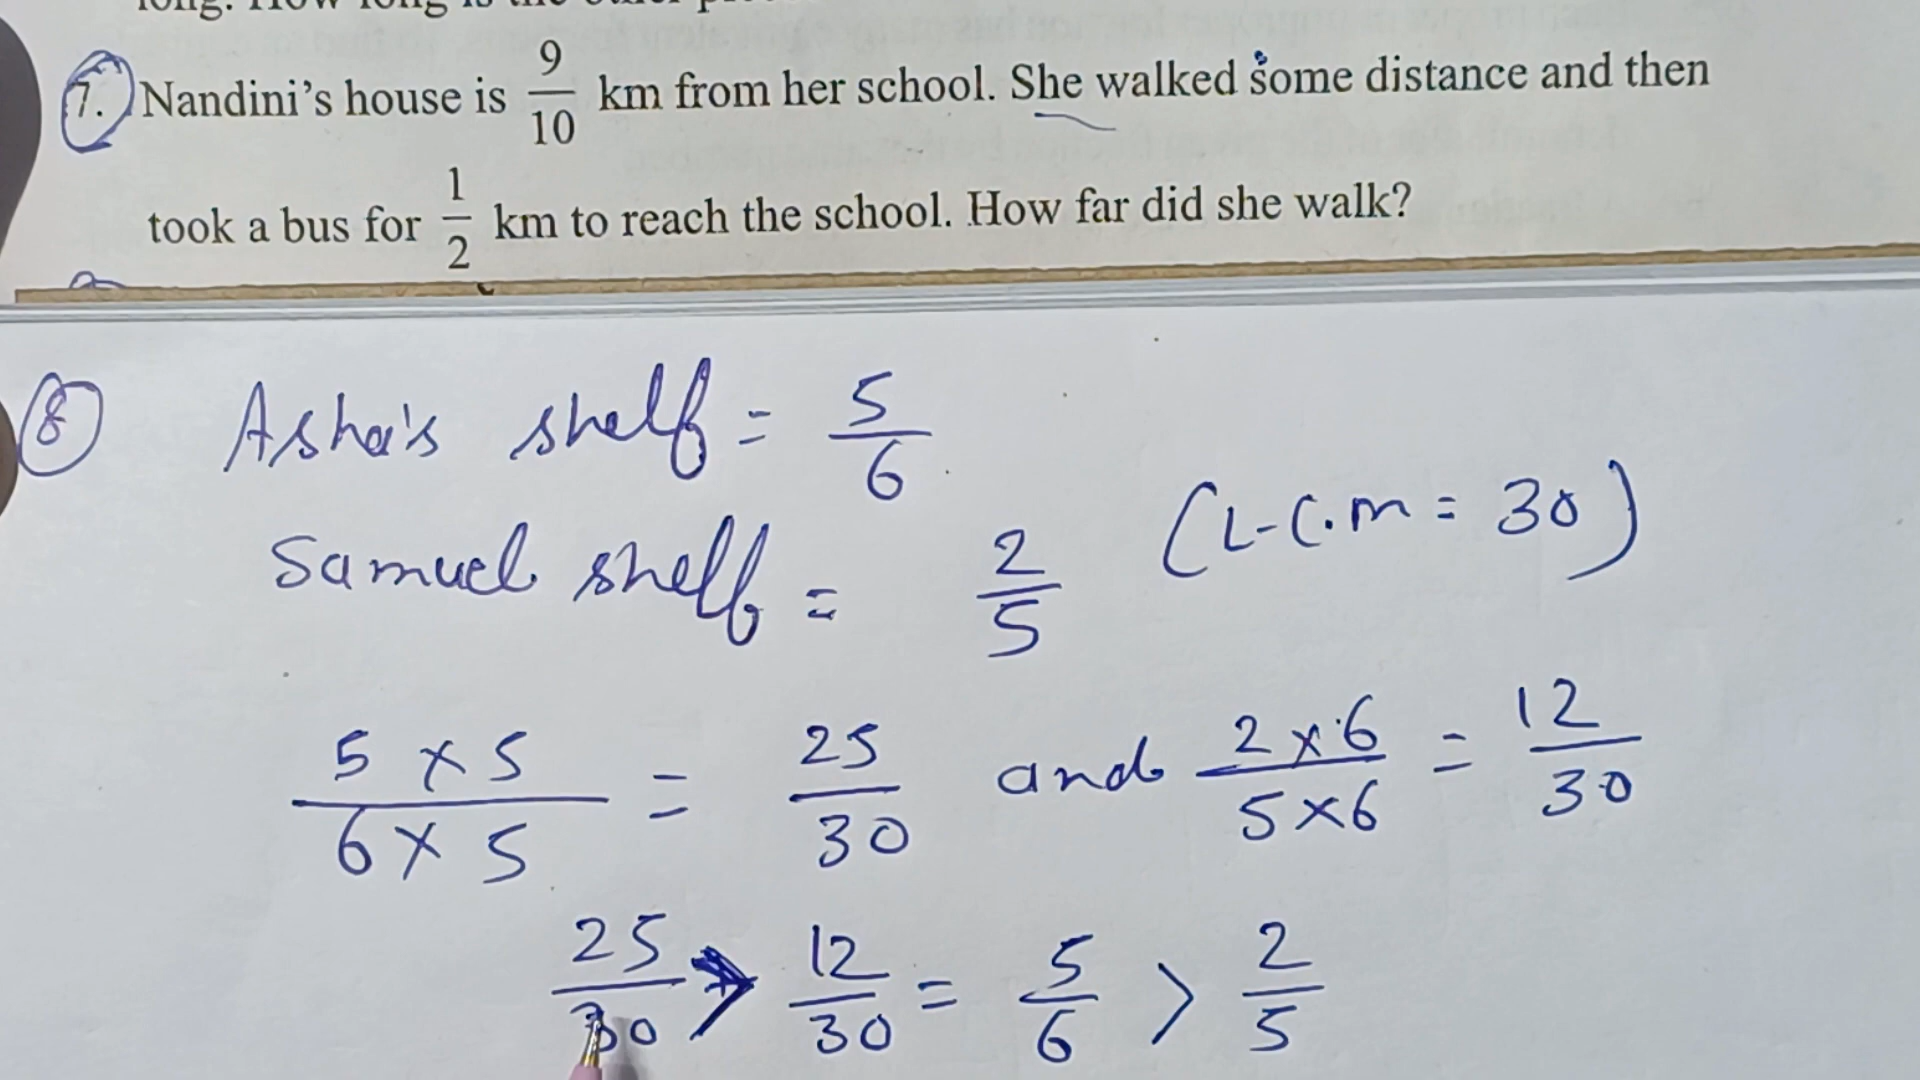 7. Nandini's house is 9/10 km from her school. She walked some distance and then
took a bus for 1/2 km to reach the school. How far did she walk?
8 Asha's shelf = 5/6
Samuel shelf = 2/5 (L.C.M = 30)
5 × 5 / 6 × 5 = 25/30 and 2 × 6 / 5 × 6 = 12/30
25/30 > 12/30 = 5/6 > 2/5